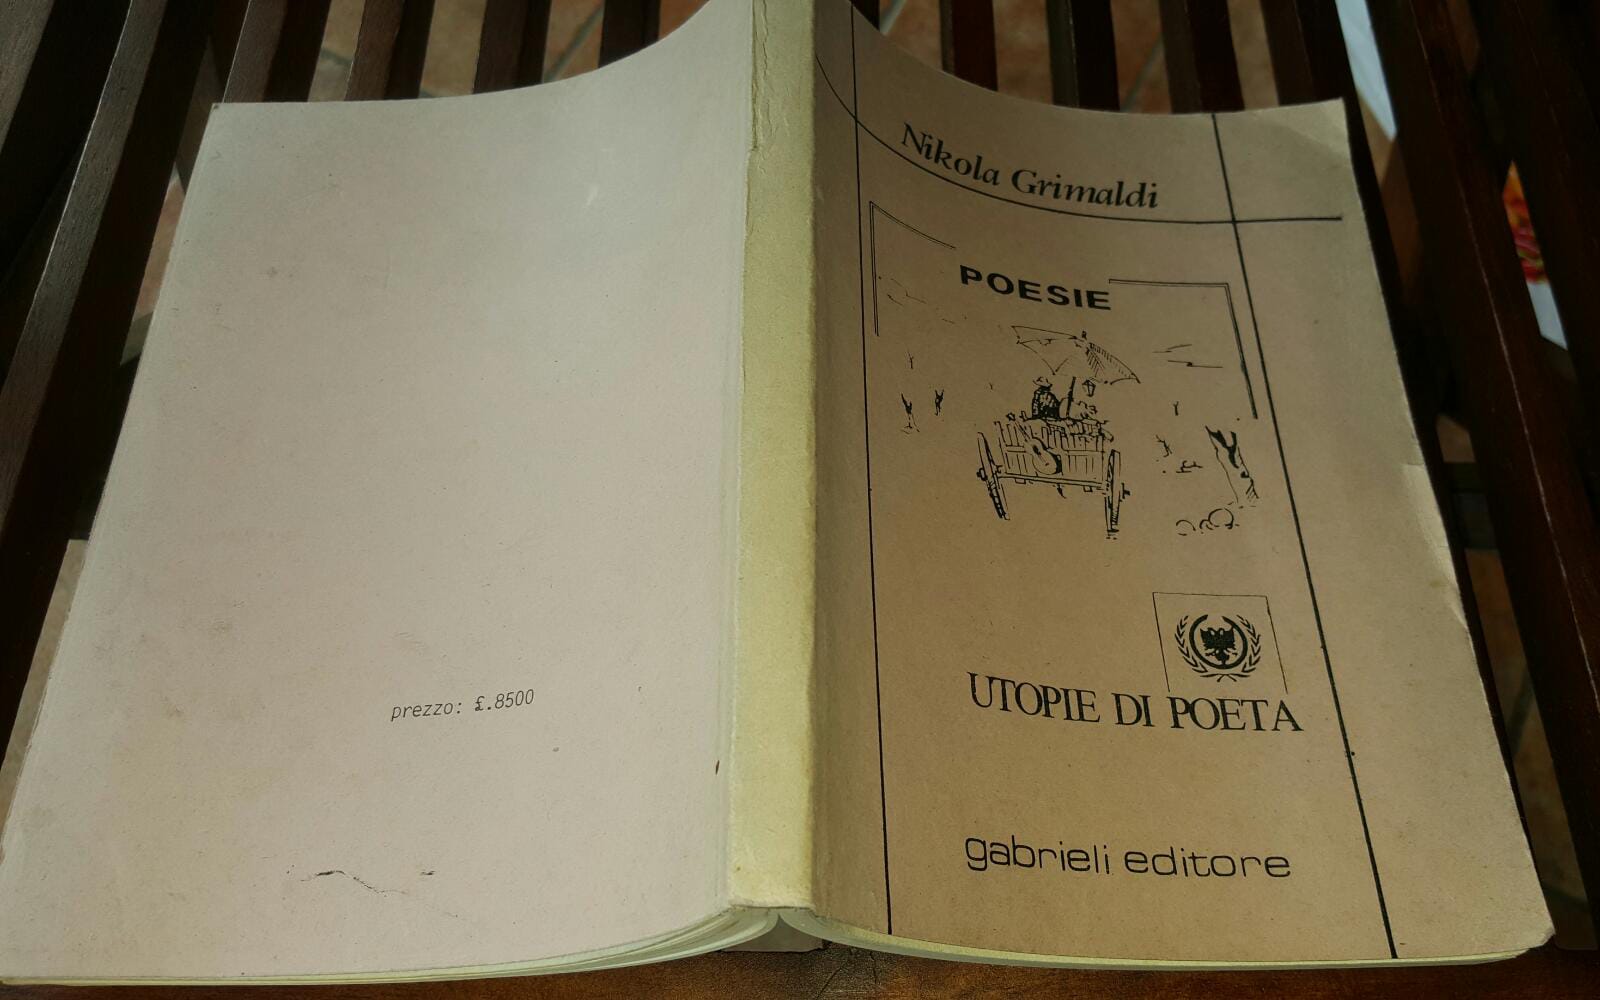 prezzo: £.8500
Nikola Grimaldi
POESIE
UTOPIE DI POETA
gabrieli editore